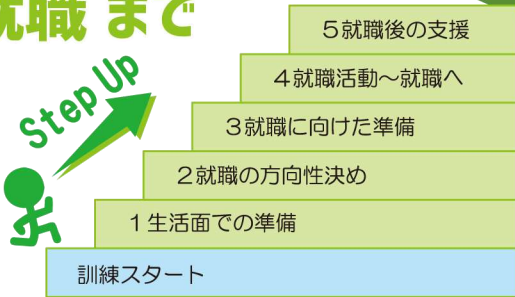 就職 まで
5就職後の支援
4就職活動〜就職へ
Step Up
3就職に向けた準備
2就職の方向性決め
1生活面での準備
訓練スタート